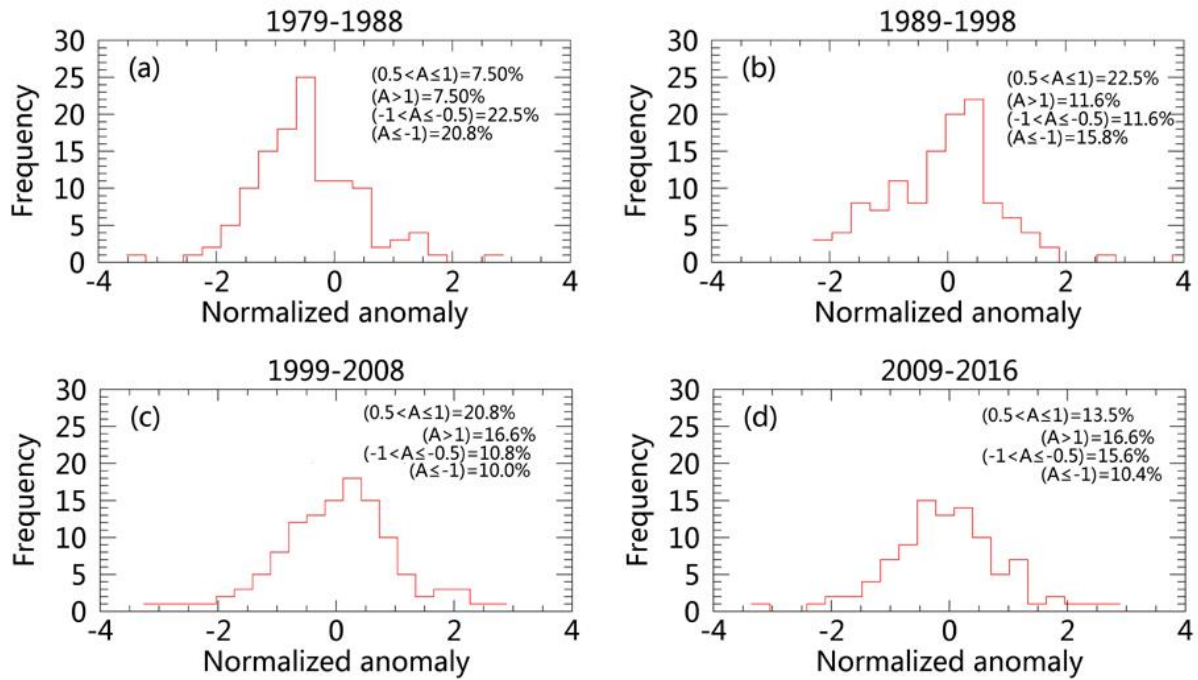 1979-1988
Frequency
30
25
20
15
10
5
0
(a)
(0.5<A≤1)=7.50%
(A>1)=7.50%
(-1<A≤-0.5)=22.5%
(A≤-1)=20.8%
-4
-2
0
2
4
Normalized anomaly
1989-1998
Frequency
30
25
20
15
10
5
0
(b)
(0.5<A≤1)=22.5%
(A>1)=11.6%
(-1<A≤-0.5)=11.6%
(A≤-1)=15.8%
-4
-2
0
2
4
Normalized anomaly
1999-2008
Frequency
30
25
20
15
10
5
0
(c)
(0.5<A≤1)=20.8%
(A>1)=16.6%
(-1<A≤-0.5)=10.8%
(A≤-1)=10.0%
-4
-2
0
2
4
Normalized anomaly
2009-2016
Frequency
30
25
20
15
10
5
0
(d)
(0.5<A≤1)=13.5%
(A>1)=16.6%
(-1<A≤-0.5)=15.6%
(A≤-1)=10.4%
-4
-2
0
2
4
Normalized anomaly